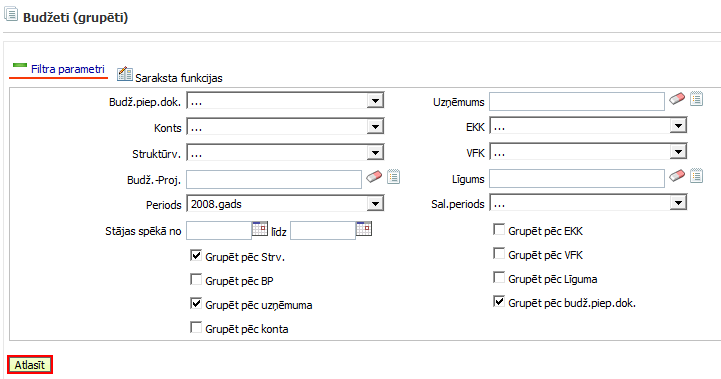 Budžeti (grupēti)
Filtra parametri Saraksta funkcijas
Budž.piep.dok. ... Uzņēmums
Konts ... EKK ...
Struktūrv. ... VFK ...
Budž.-Proj. Līgums
Periods 2008.gads Sal.periods ...
Stājas spēkā no līdz Grupēt pēc EKK
Grupēt pēc Strv. Grupēt pēc VFK
Grupēt pēc BP Grupēt pēc Līguma
Grupēt pēc uzņēmuma Grupēt pēc budž.piep.dok.
Grupēt pēc konta
Atlasīt